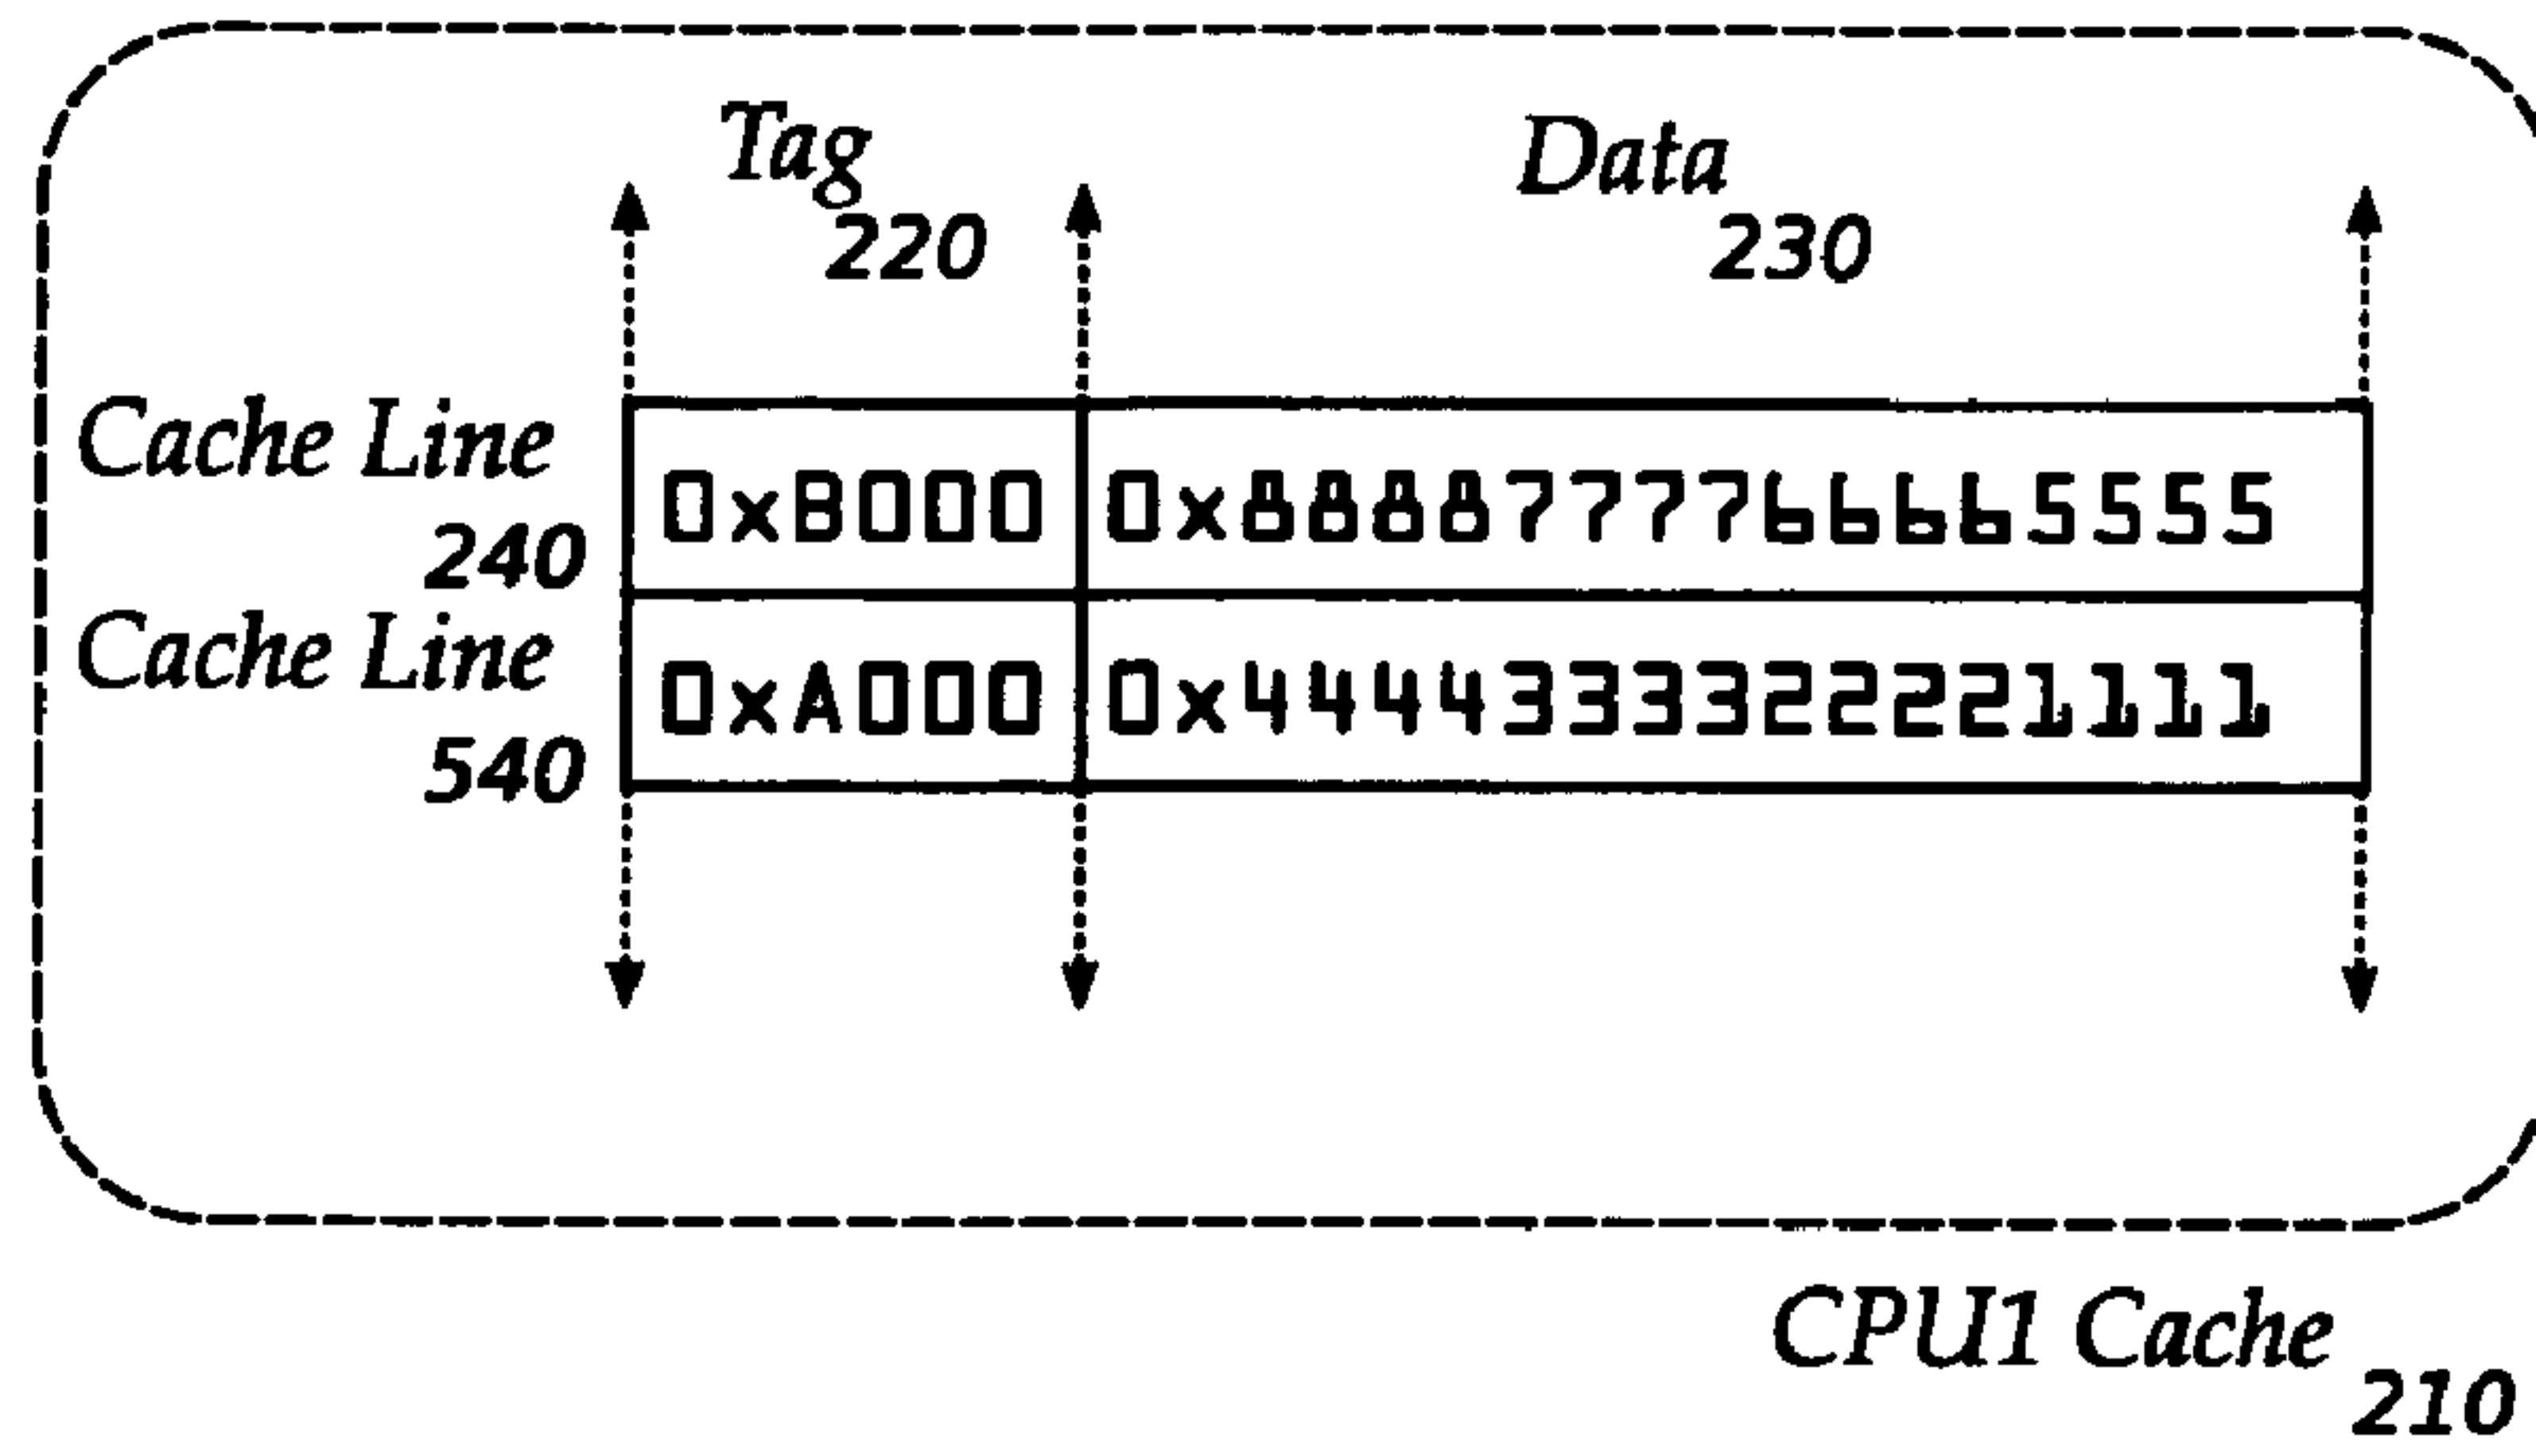 Tag
220
Data
230
Cache Line
240
0xB000
0x8888777766665555
Cache Line
540
0xA000
0x4444333322221111
CPU1 Cache
210